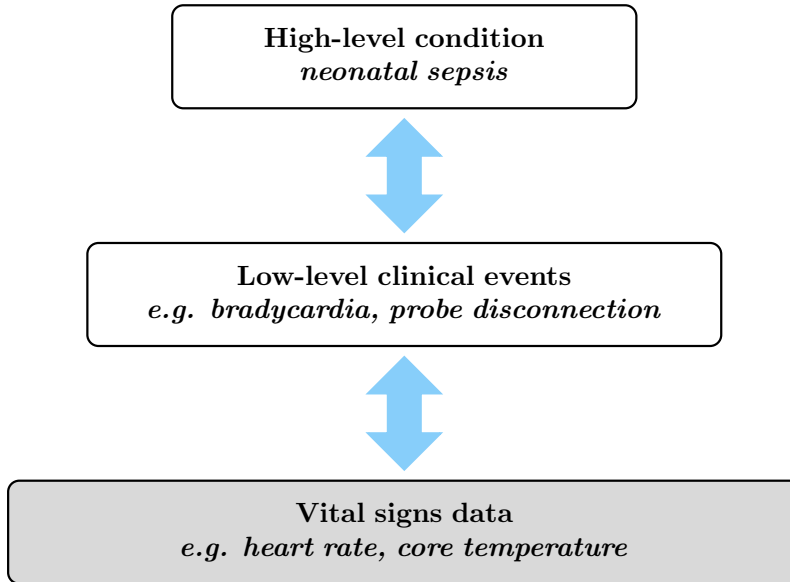 High-level condition
neonatal sepsis
Low-level clinical events
e.g. bradycardia, probe disconnection
Vital signs data
e.g. heart rate, core temperature